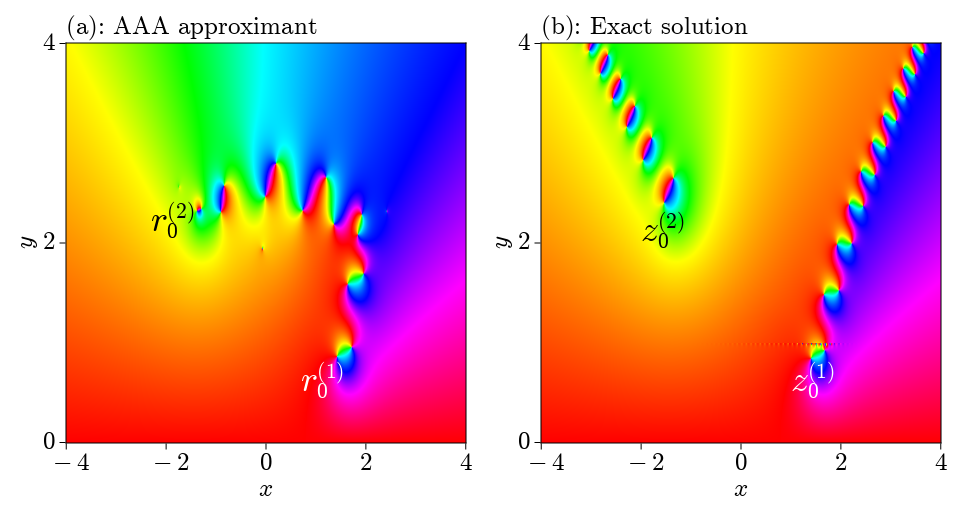 (a): AAA approximant
4
2
0
y
r₀⁽²⁾
r₀⁽¹⁾
−4 −2 0 2 4
x
(b): Exact solution
4
2
0
y
z₀⁽²⁾
z₀⁽¹⁾
−4 −2 0 2 4
x